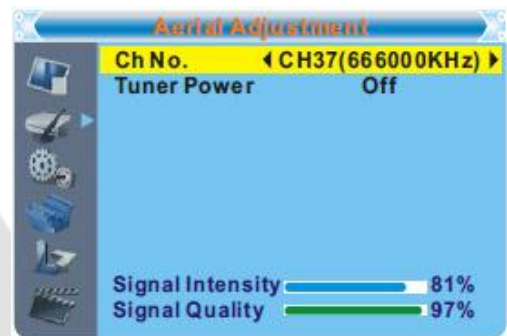 Aerial Adjustment
Ch No. CH37(666000KHz)
Tuner Power Off
Signal Intensity 81%
Signal Quality 97%